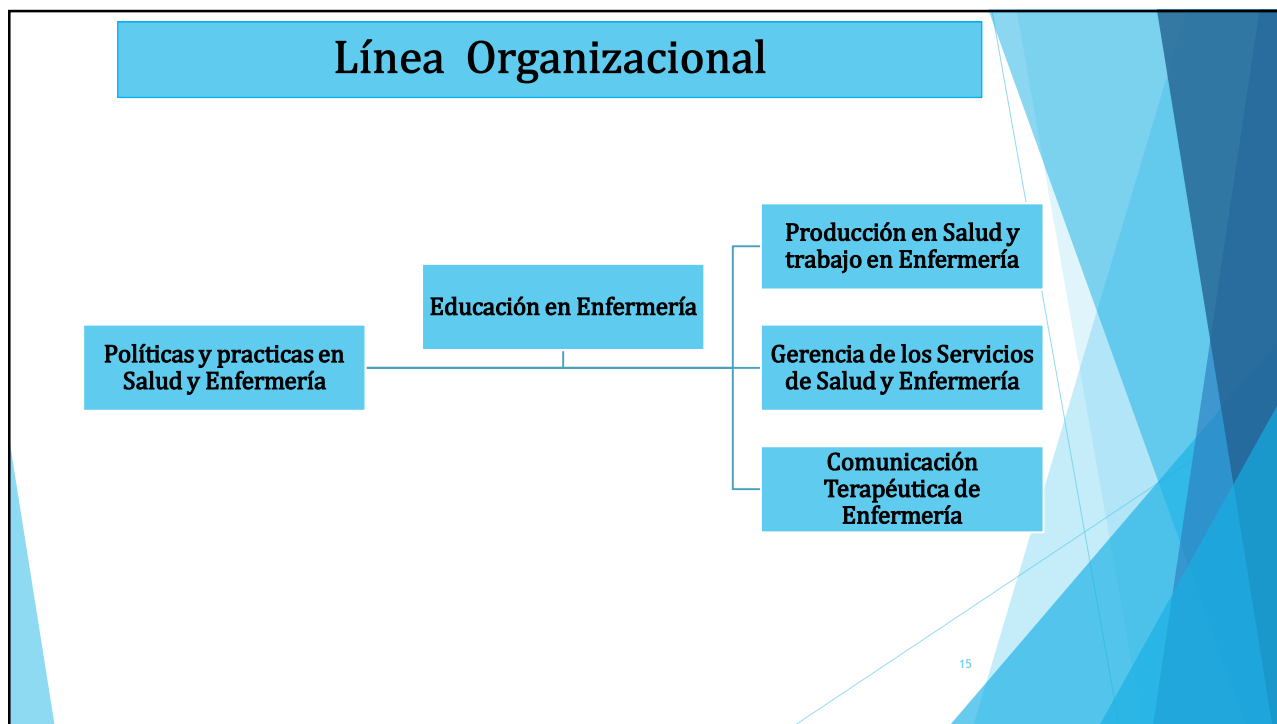 Línea Organizacional
Políticas y practicas en
Salud y Enfermería
Educación en Enfermería
Producción en Salud y
trabajo en Enfermería
Gerencia de los Servicios
de Salud y Enfermería
Comunicación
Terapéutica de
Enfermería
15